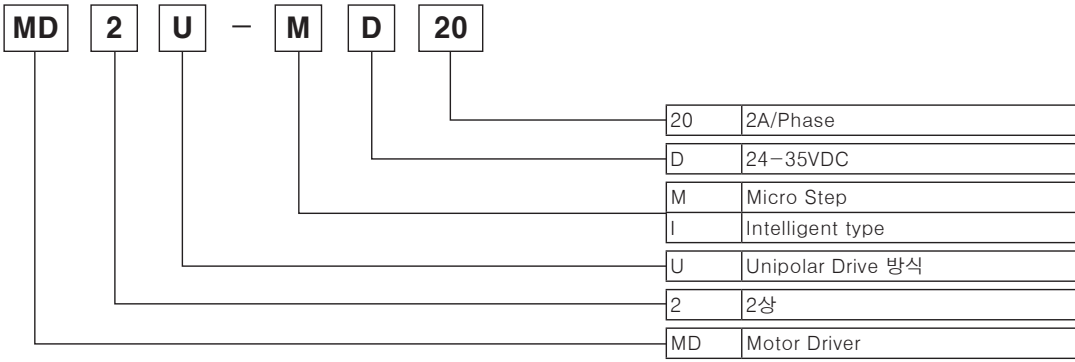 MD 2 U - M D 20
20 2A/Phase
D 24-35VDC
M Micro Step
I Intelligent type
U Unipolar Drive 방식
2 2상
MD Motor Driver